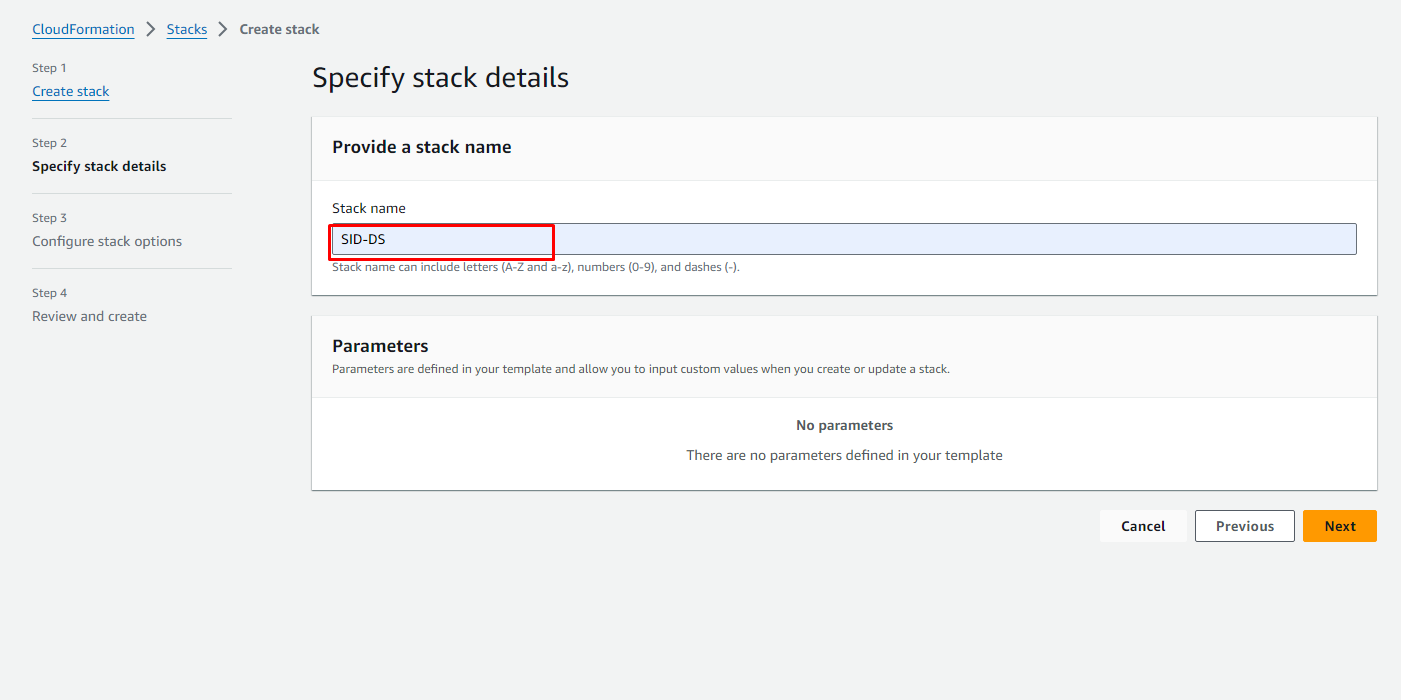 CloudFormation > Stacks > Create stack
Step 1
Create stack
Step 2
Specify stack details
Step 3
Configure stack options
Step 4
Review and create
Specify stack details
Provide a stack name
Stack name
SID-DS
Stack name can include letters (A-Z and a-z), numbers (0-9), and dashes (-).
Parameters
Parameters are defined in your template and allow you to input custom values when you create or update a stack.
No parameters
There are no parameters defined in your template
Cancel Previous Next